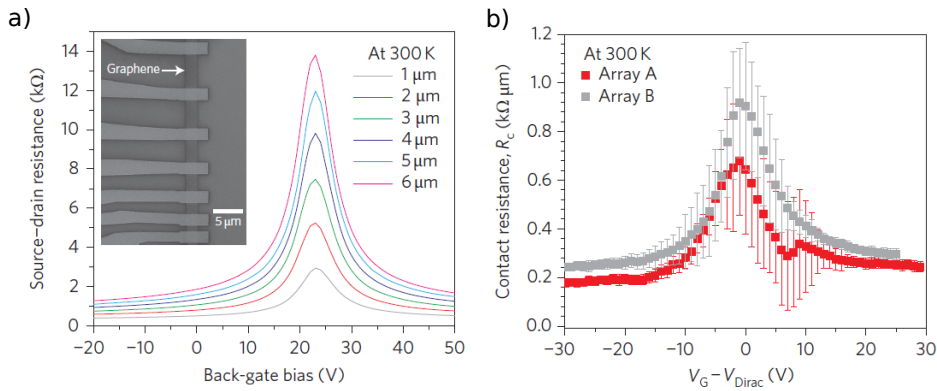 a)
Source–drain resistance (kΩ)
14
12
10
8
6
4
2
0
−20
−10
0
10
20
30
40
50
Back-gate bias (V)
Graphene
5 μm
At 300 K
1 μm
2 μm
3 μm
4 μm
5 μm
6 μm
b)
Contact resistance, Rc (kΩ μm)
1.2
1.0
0.8
0.6
0.4
0.2
0.0
−30
−20
−10
0
10
20
30
VG − VDirac (V)
At 300 K
Array A
Array B